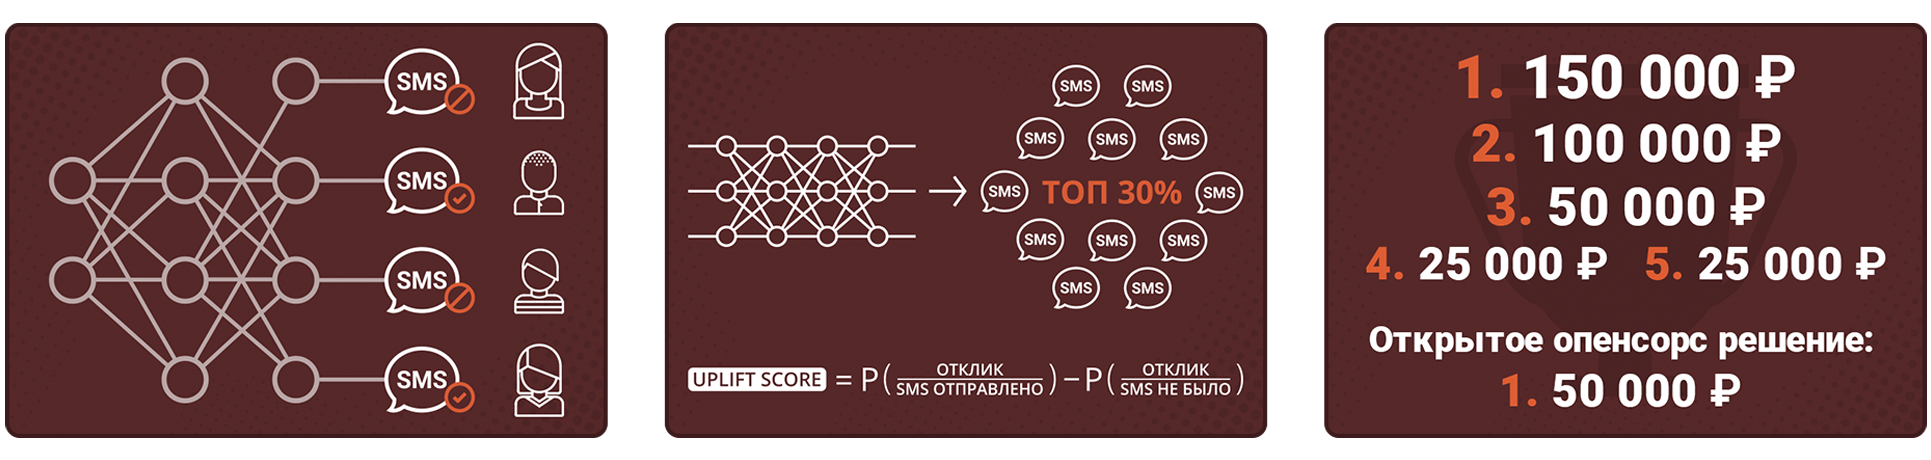 SMS
SMS
SMS
SMS
SMS SMS
SMS SMS SMS
SMS ТОП 30% SMS
SMS SMS SMS
SMS SMS
UPLIFT SCORE = P ( ОТКЛИК / SMS ОТПРАВЛЕНО ) − P ( ОТКЛИК / SMS НЕ БЫЛО )
1. 150 000 ₽
2. 100 000 ₽
3. 50 000 ₽
4. 25 000 ₽ 5. 25 000 ₽
Открытое опенсорс решение:
1. 50 000 ₽